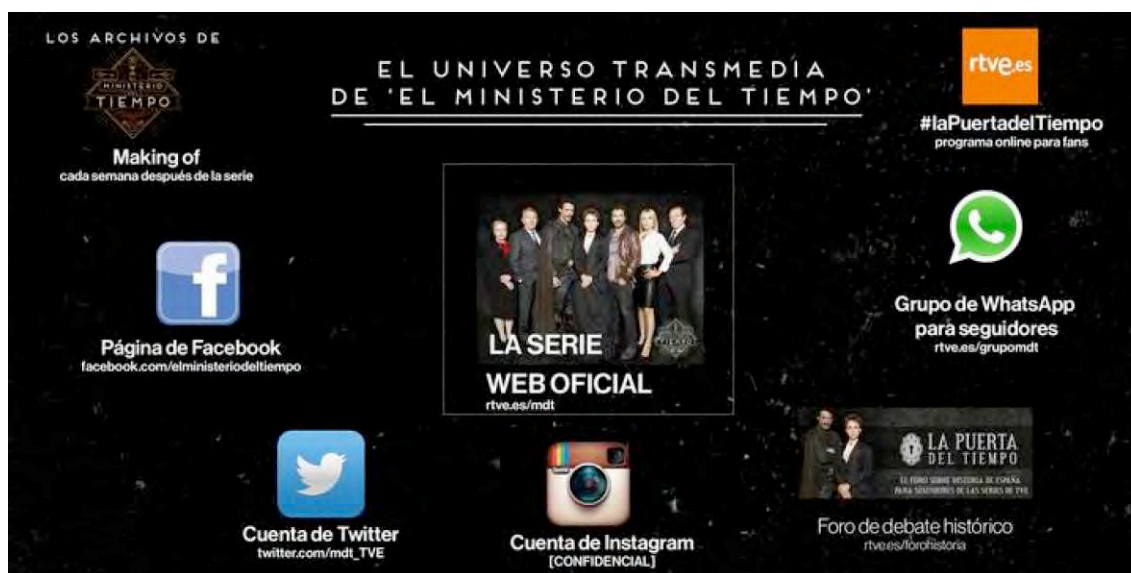 LOS ARCHIVOS DE
MINISTERIO
DEL
TIEMPO
Making of
cada semana después de la serie
EL UNIVERSO TRANSMEDIA
DE 'EL MINISTERIO DEL TIEMPO'
rtve.es
#laPuertadelTiempo
programa online para fans
Página de Facebook
facebook.com/elministeriodeltiempo
TIEMPO
LA SERIE
WEB OFICIAL
rtve.es/mdt
Grupo de WhatsApp
para seguidores
rtve.es/grupomdt
Cuenta de Twitter
twitter.com/mdt_TVE
Cuenta de Instagram
[CONFIDENCIAL]
LA PUERTA
DEL TIEMPO
EL FORO SOBRE HISTORIA DE ESPAÑA
PARA SEGUIDORES DE LAS SERIES DE TVE
Foro de debate histórico
rtve.es/forohistoria